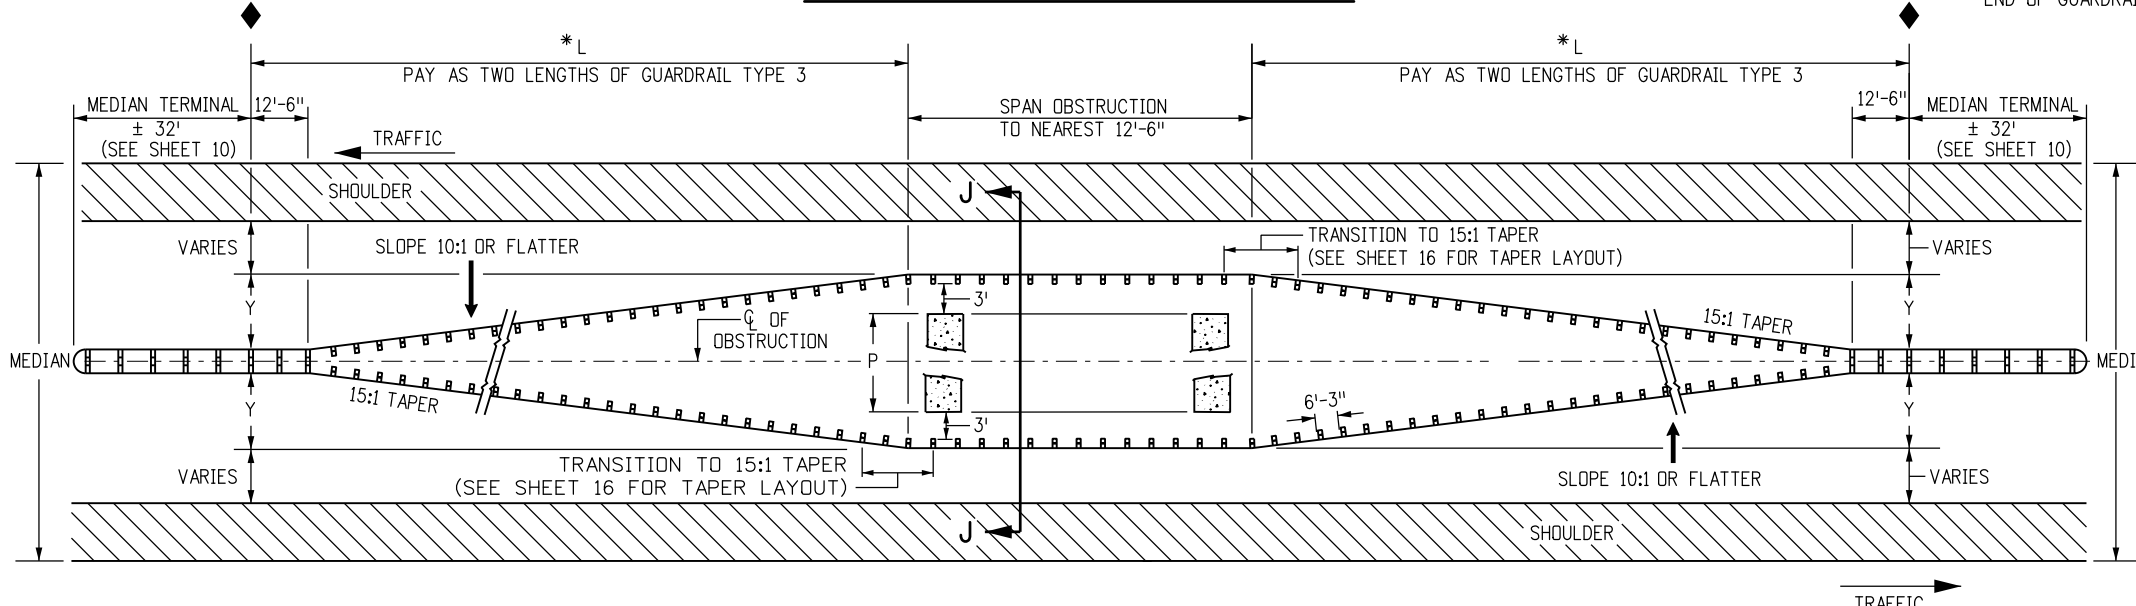 END OF GUARDRAI
*L
PAY AS TWO LENGTHS OF GUARDRAIL TYPE 3
*L
PAY AS TWO LENGTHS OF GUARDRAIL TYPE 3
MEDIAN TERMINAL
± 32'
(SEE SHEET 10)
12'-6"
SPAN OBSTRUCTION
TO NEAREST 12'-6"
12'-6"
MEDIAN TERMINAL
± 32'
(SEE SHEET 10)
TRAFFIC
SHOULDER
J
VARIES
SLOPE 10:1 OR FLATTER
TRANSITION TO 15:1 TAPER
(SEE SHEET 16 FOR TAPER LAYOUT)
VARIES
Y
3'
℄ OF
OBSTRUCTION
15:1 TAPER
Y
MEDIAN
P
MEDI
15:1 TAPER
Y
3'
6'-3"
Y
TRANSITION TO 15:1 TAPER
(SEE SHEET 16 FOR TAPER LAYOUT)
VARIES
SLOPE 10:1 OR FLATTER
VARIES
J
SHOULDER
TRAFFIC